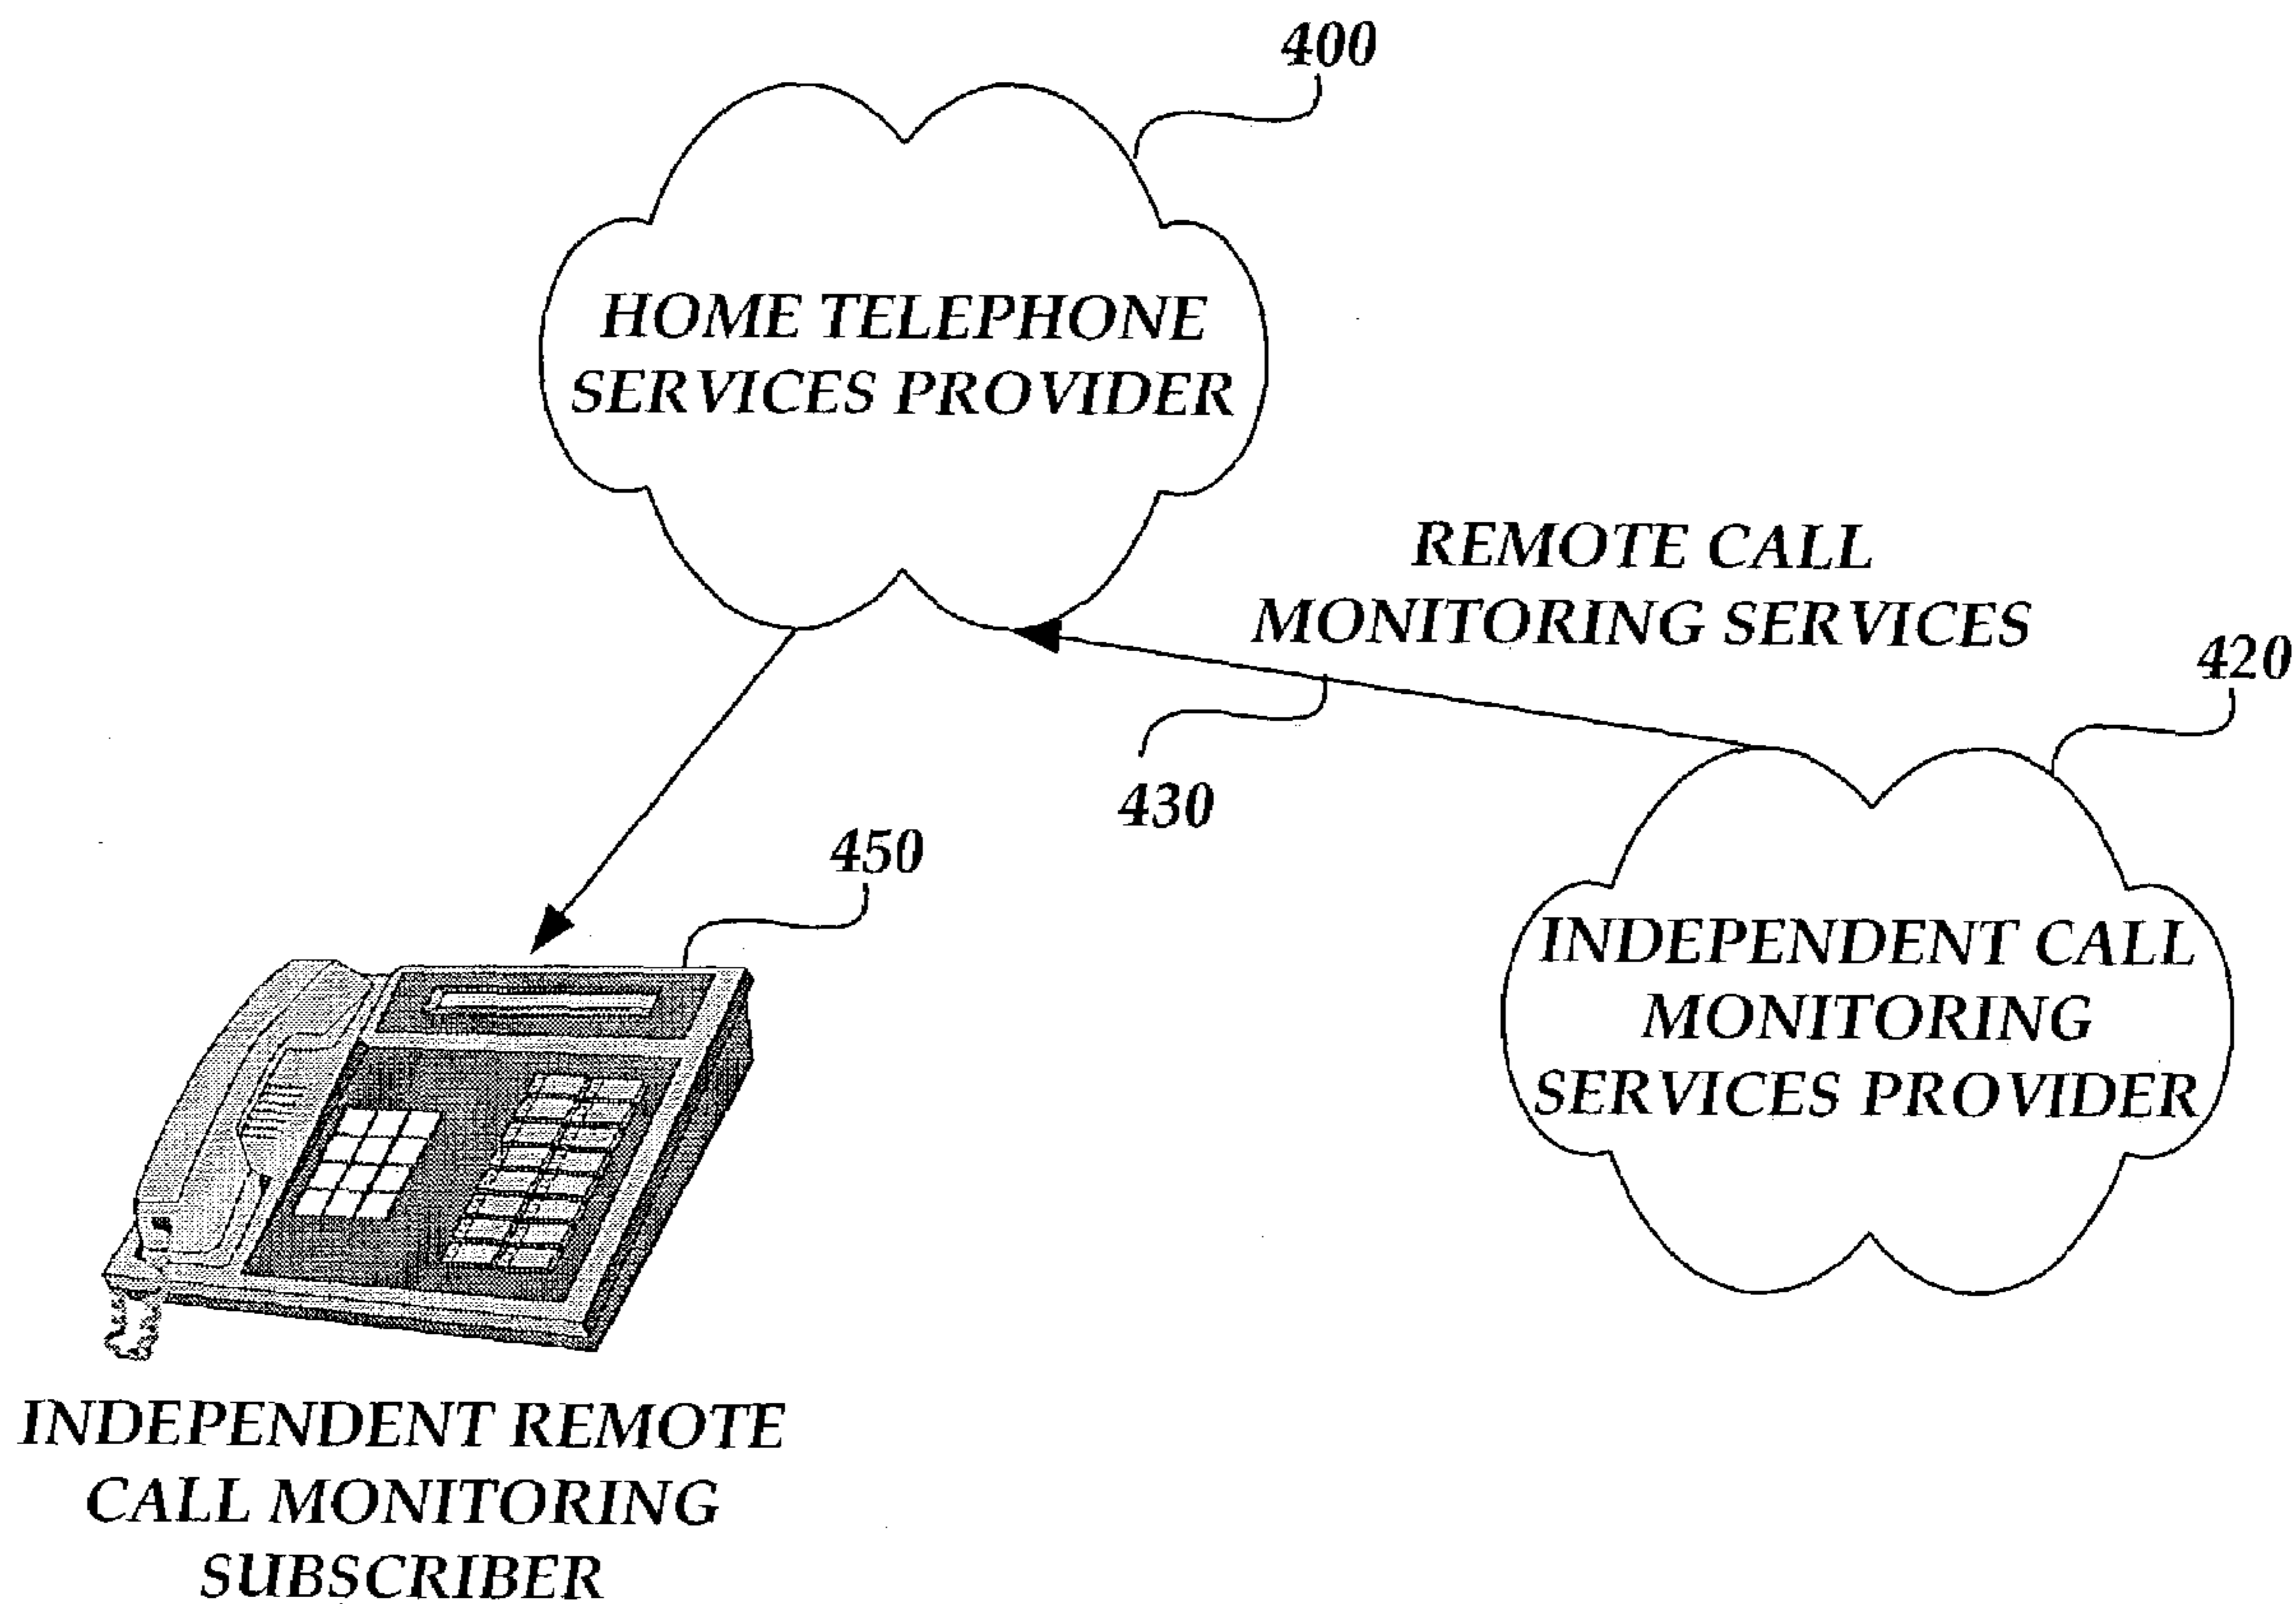 400
HOME TELEPHONE
SERVICES PROVIDER
REMOTE CALL
MONITORING SERVICES
420
430
450
INDEPENDENT CALL
MONITORING
SERVICES PROVIDER
INDEPENDENT REMOTE
CALL MONITORING
SUBSCRIBER